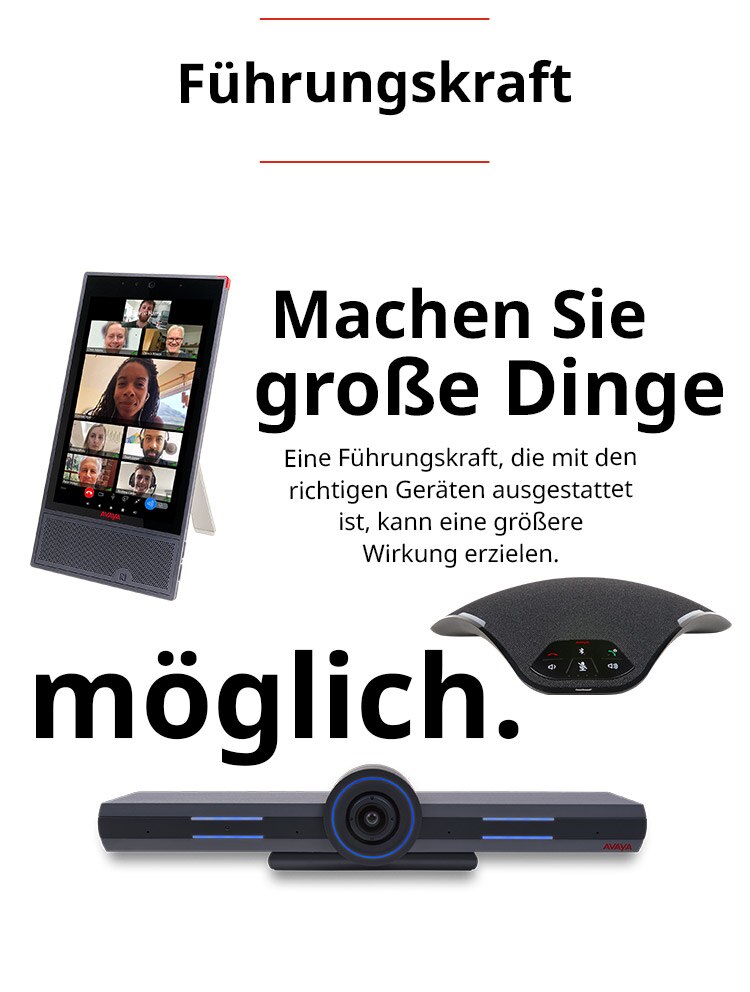 Führungskraft
Machen Sie
große Dinge
Eine Führungskraft, die mit den
richtigen Geräten ausgestattet
ist, kann eine größere
Wirkung erzielen.
möglich.
AVAYA
AVAYA
AVAYA